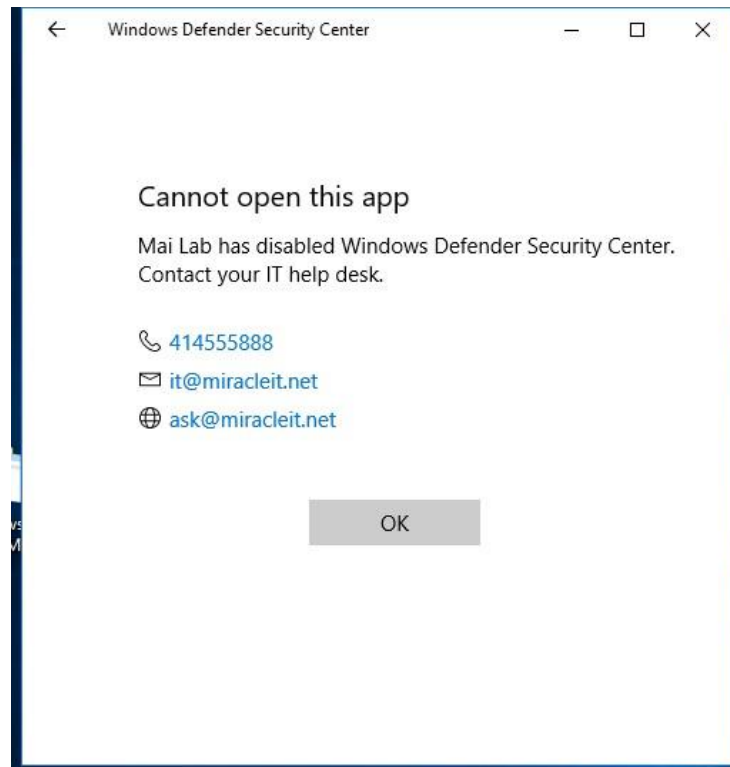 Windows Defender Security Center
Cannot open this app
Mai Lab has disabled Windows Defender Security Center.
Contact your IT help desk.
414555888
it@miracleit.net
ask@miracleit.net
OK